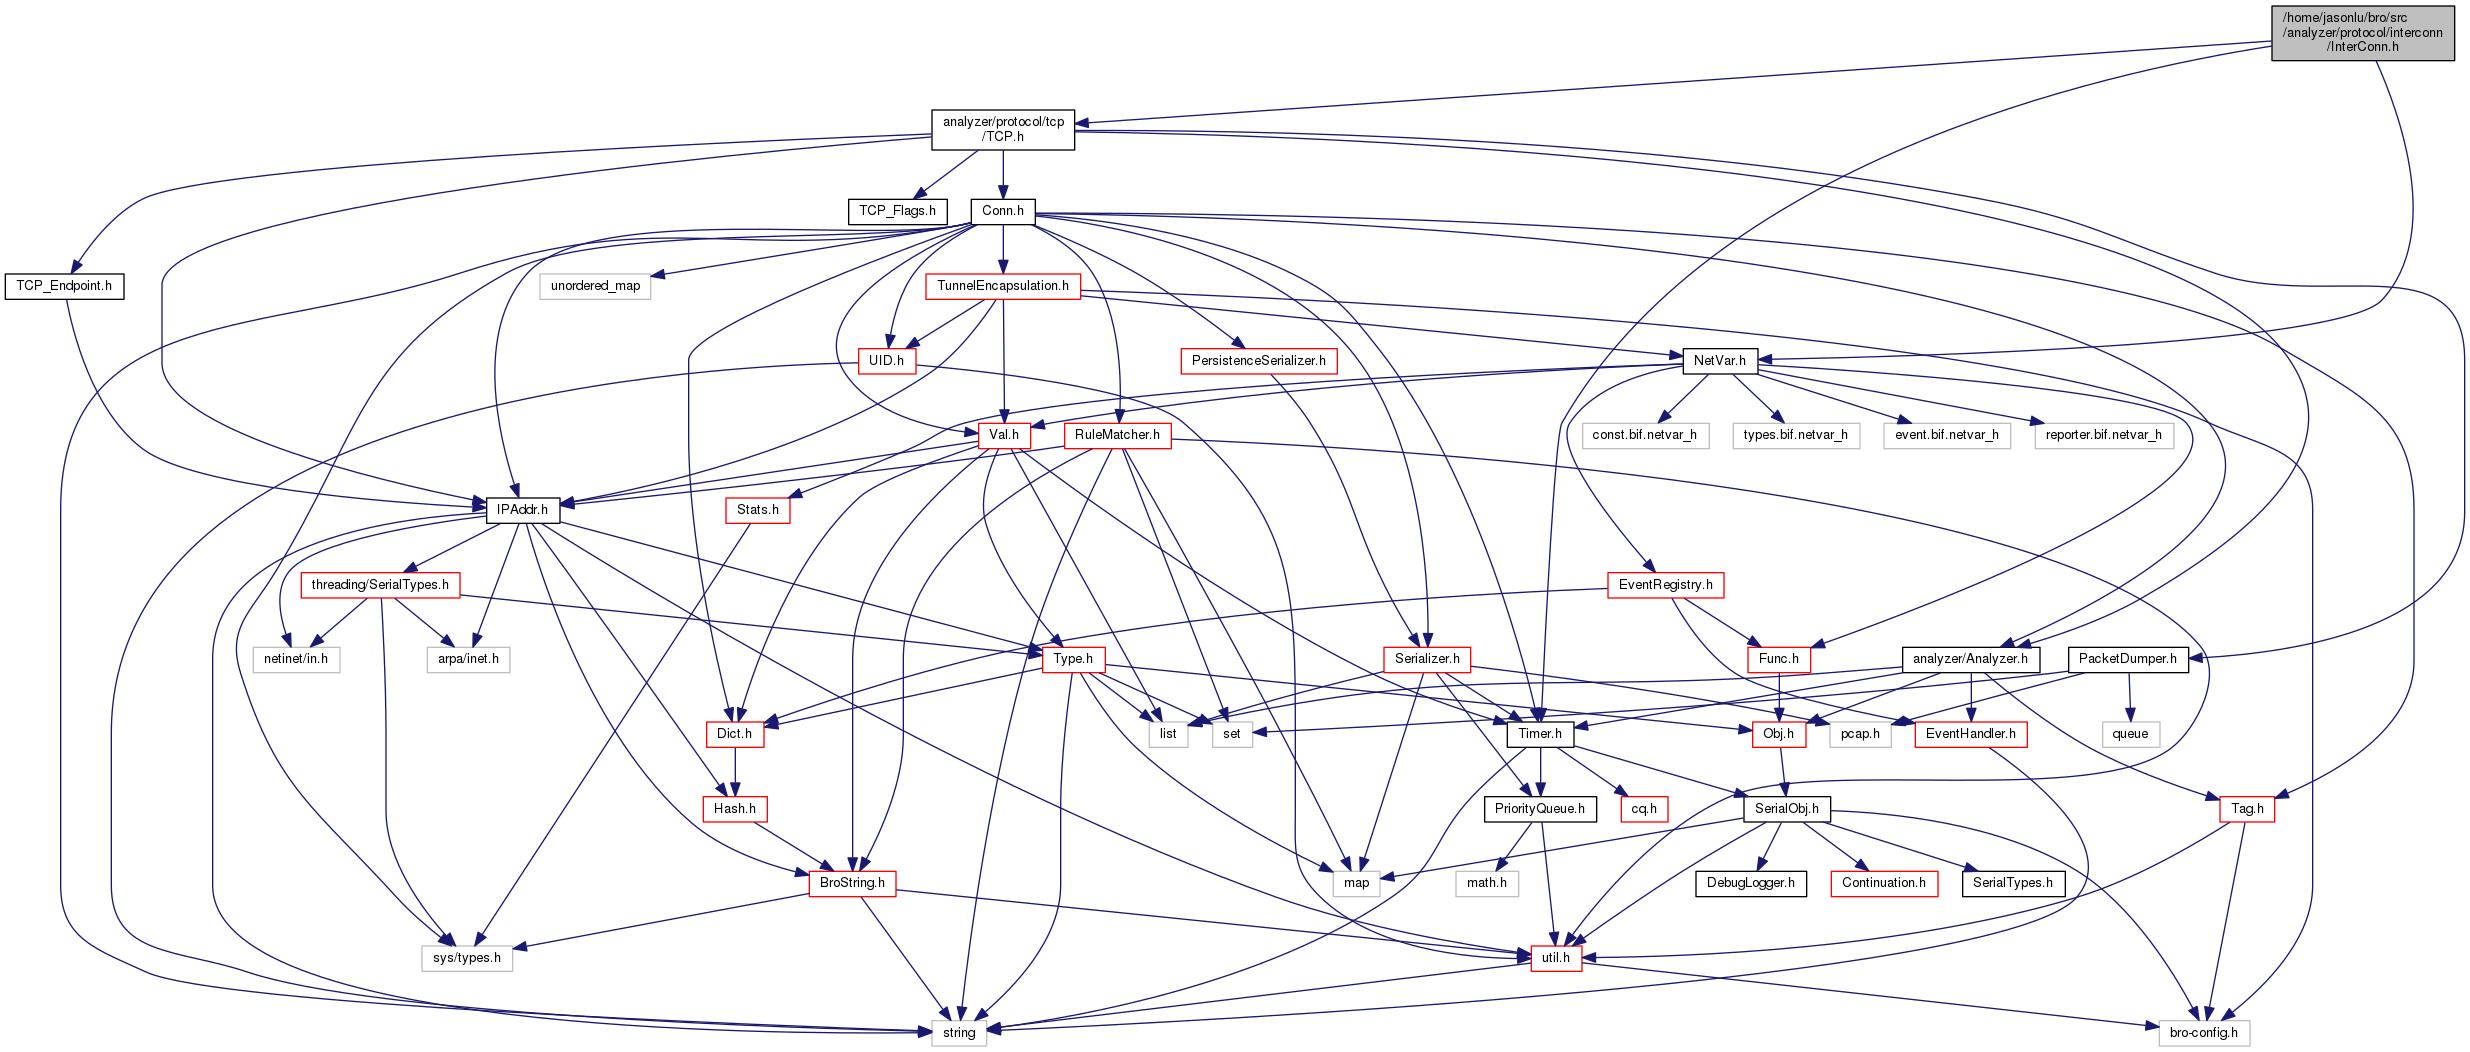 /home/jasonlu/bro/src
/analyzer/protocol/interconn
/InterConn.h
analyzer/protocol/tcp
/TCP.h
TCP_Flags.h
Conn.h
TCP_Endpoint.h
unordered_map
TunnelEncapsulation.h
UID.h
PersistenceSerializer.h
NetVar.h
Val.h
RuleMatcher.h
const.bif.netvar_h
types.bif.netvar_h
event.bif.netvar_h
reporter.bif.netvar_h
IPAddr.h
Stats.h
threading/SerialTypes.h
EventRegistry.h
netinet/in.h
arpa/inet.h
Type.h
Serializer.h
Func.h
analyzer/Analyzer.h
PacketDumper.h
Dict.h
list
set
Timer.h
Obj.h
pcap.h
EventHandler.h
queue
Hash.h
PriorityQueue.h
cq.h
SerialObj.h
Tag.h
BroString.h
map
math.h
DebugLogger.h
Continuation.h
SerialTypes.h
sys/types.h
util.h
string
bro-config.h